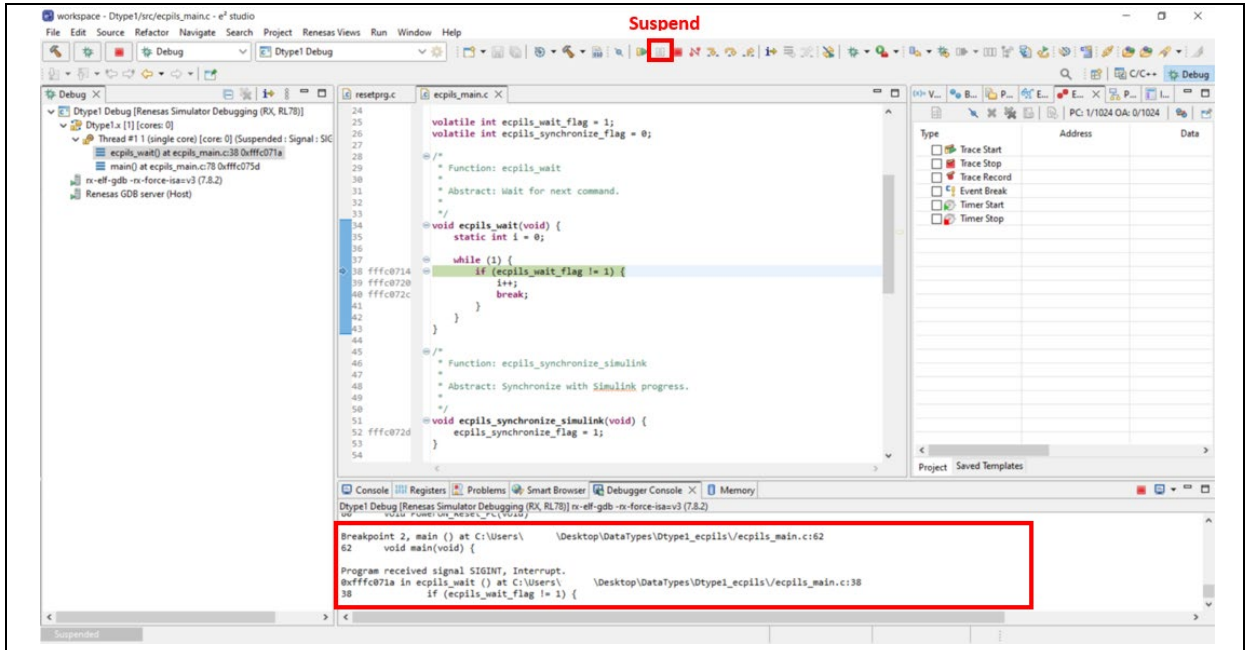 workspace - Dtype1/src/ecpils_main.c - e² studio
Suspend
File Edit Source Refactor Navigate Search Project Renesas Views Run Window Help
Debug
Dtype1 Debug
C/C++
Debug
Debug
Dtype1 Debug [Renesas Simulator Debugging (RX, RL78)]
Dtype1.x [1] [cores: 0]
Thread #1 1 (single core) [core: 0] (Suspended : Signal : SIG
ecpils_wait() at ecpils_main.c:38 0xfffc071a
main() at ecpils_main.c:78 0xfffc075d
rx-elf-gdb -rx-force-isa=v3 (7.8.2)
Renesas GDB server (Host)
resetprg.c
ecpils_main.c
24
25 volatile int ecpils_wait_flag = 1;
26 volatile int ecpils_synchronize_flag = 0;
27
28 /*
29 * Function: ecpils_wait
30 *
31 * Abstract: Wait for next command.
32 *
33 */
34 void ecpils_wait(void) {
35 static int i = 0;
36
37 while (1) {
38 fffc0714 if (ecpils_wait_flag != 1) {
39 fffc0720 i++;
40 fffc072c break;
41 }
42 }
43 }
44
45 /*
46 * Function: ecpils_synchronize_simulink
47 *
48 * Abstract: Synchronize with Simulink progress.
49 *
50 */
51 void ecpils_synchronize_simulink(void) {
52 fffc072d ecpils_synchronize_flag = 1;
53 }
54
V... B... P... E... E... P... I...
PC: 1/1024 OA: 0/1024
Type Address Data
Trace Start
Trace Stop
Trace Record
Event Break
Timer Start
Timer Stop
Project Saved Templates
Console Registers Problems Smart Browser Debugger Console Memory
Dtype1 Debug [Renesas Simulator Debugging (RX, RL78)] rx-elf-gdb -rx-force-isa=v3 (7.8.2)
Breakpoint 2, main () at C:\Users\ \Desktop\DataTypes\Dtype1_ecpils\/ecpils_main.c:62
62 void main(void) {
Program received signal SIGINT, Interrupt.
0xfffc071a in ecpils_wait () at C:\Users\ \Desktop\DataTypes\Dtype1_ecpils\/ecpils_main.c:38
38 if (ecpils_wait_flag != 1) {
Suspended